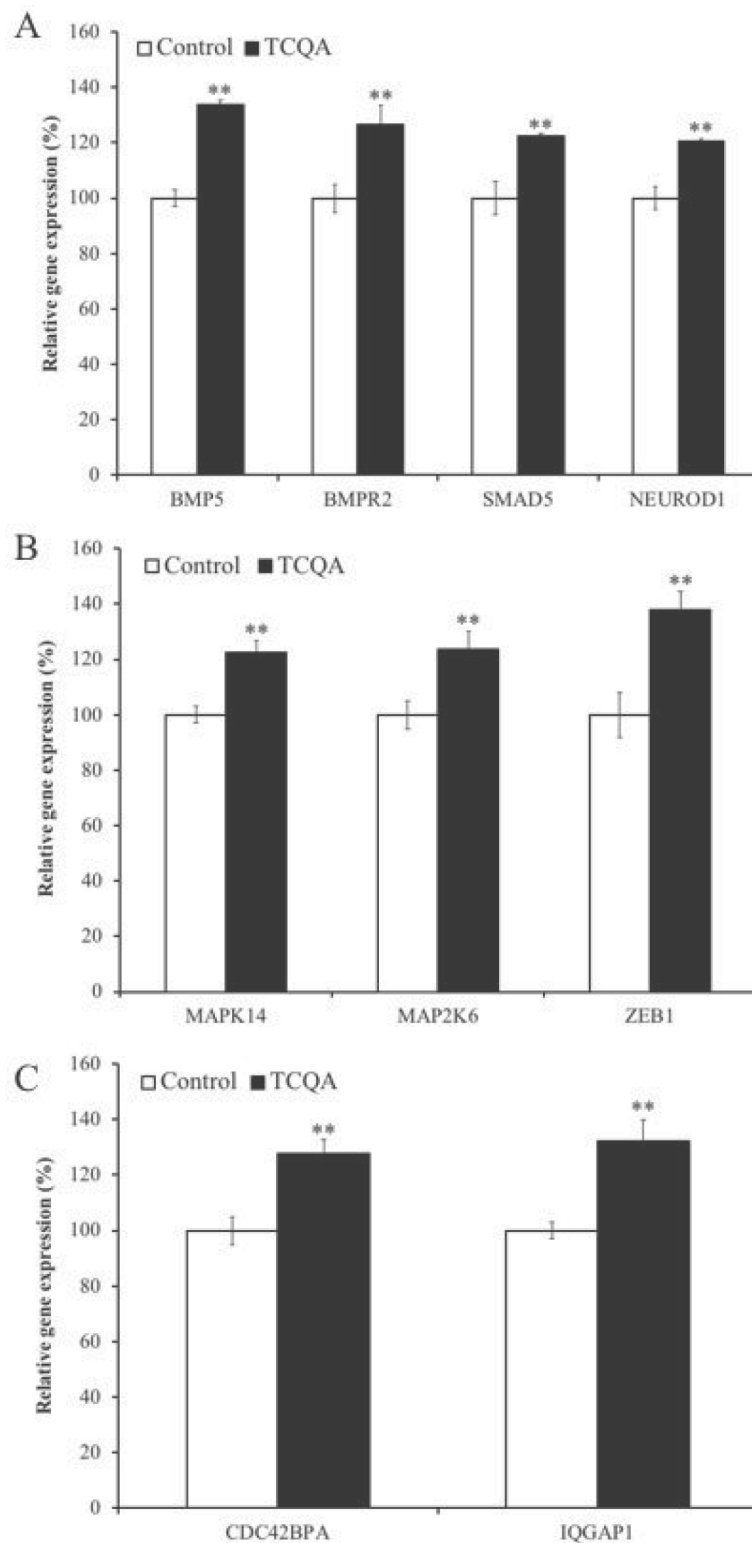 A
160
Control TCQA
140
120
100
80
60
40
20
0
Relative gene expression (%)
** ** ** **
BMP5 BMPR2 SMAD5 NEUROD1
B
160
Control TCQA
140
120
100
80
60
40
20
0
Relative gene expression (%)
** ** **
MAPK14 MAP2K6 ZEB1
C
160
Control TCQA
140
120
100
80
60
40
20
0
Relative gene expression (%)
** **
CDC42BPA IQGAP1